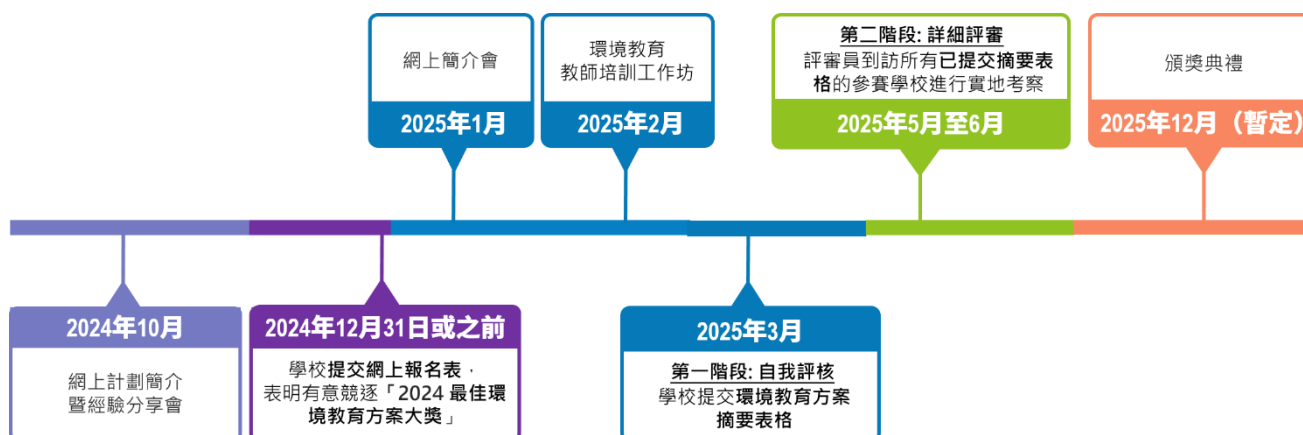 網上簡介會
2025年1月
環境教育
教師培訓工作坊
2025年2月
第二階段: 詳細評審
評審員到訪所有已提交摘要表
格的參賽學校進行實地考察
2025年5月至6月
頒獎典禮
2025年12月（暫定）
2024年10月
網上計劃簡介
暨經驗分享會
2024年12月31日或之前
學校提交網上報名表，
表明有意競逐「2024 最佳環
境教育方案大獎」
2025年3月
第一階段: 自我評核
學校提交環境教育方案
摘要表格